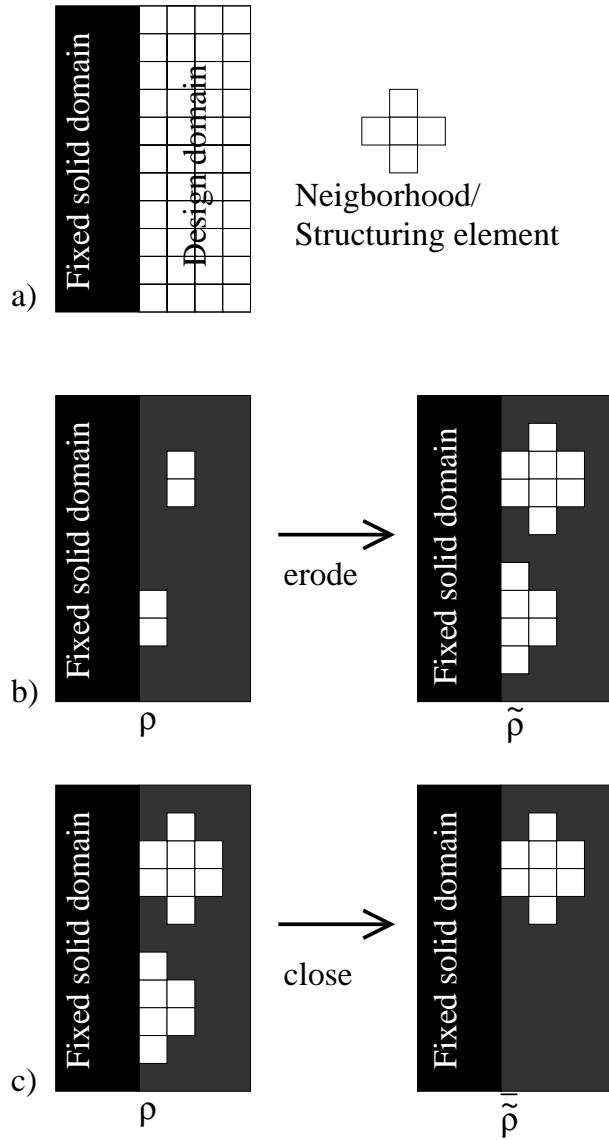 Fixed solid domain
Design domain
Neigborhood/
Structuring element
a)
Fixed solid domain
erode
Fixed solid domain
b)
ρ
ρ̃
Fixed solid domain
close
Fixed solid domain
c)
ρ
ρ̃̄̄